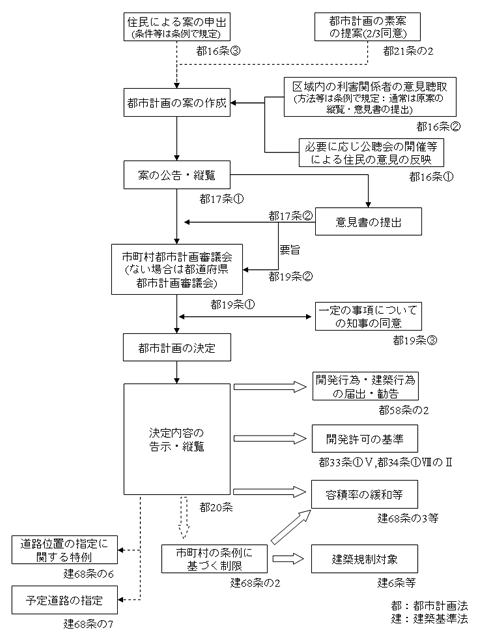 住民による案の申出
(条件等は条例で規定)
都16条③
都市計画の素案
の提案(2/3同意)
都21条の2
都市計画の案の作成
区域内の利害関係者の意見聴取
(方法等は条例で規定：通常は原案の
縦覧・意見書の提出)
都16条②
必要に応じ公聴会の開催等
による住民の意見の反映
都16条①
案の公告・縦覧
都17条①
都17条②
意見書の提出
要旨
市町村都市計画審議会
(ない場合は都道府県
都市計画審議会)
都19条②
都19条①
一定の事項について
の知事の同意
都19条③
都市計画の決定
決定内容の
告示・縦覧
都20条
開発行為・建築行為
の届出・勧告
都58条の2
開発許可の基準
都33条①Ⅴ,都34条①ⅧのⅡ
容積率の緩和等
建68条の3等
市町村の条例に
基づく制限
建68条の2
建築規制対象
建6条等
道路位置の指定に
関する特例
建68条の6
予定道路の指定
建68条の7
都：都市計画法
建：建築基準法